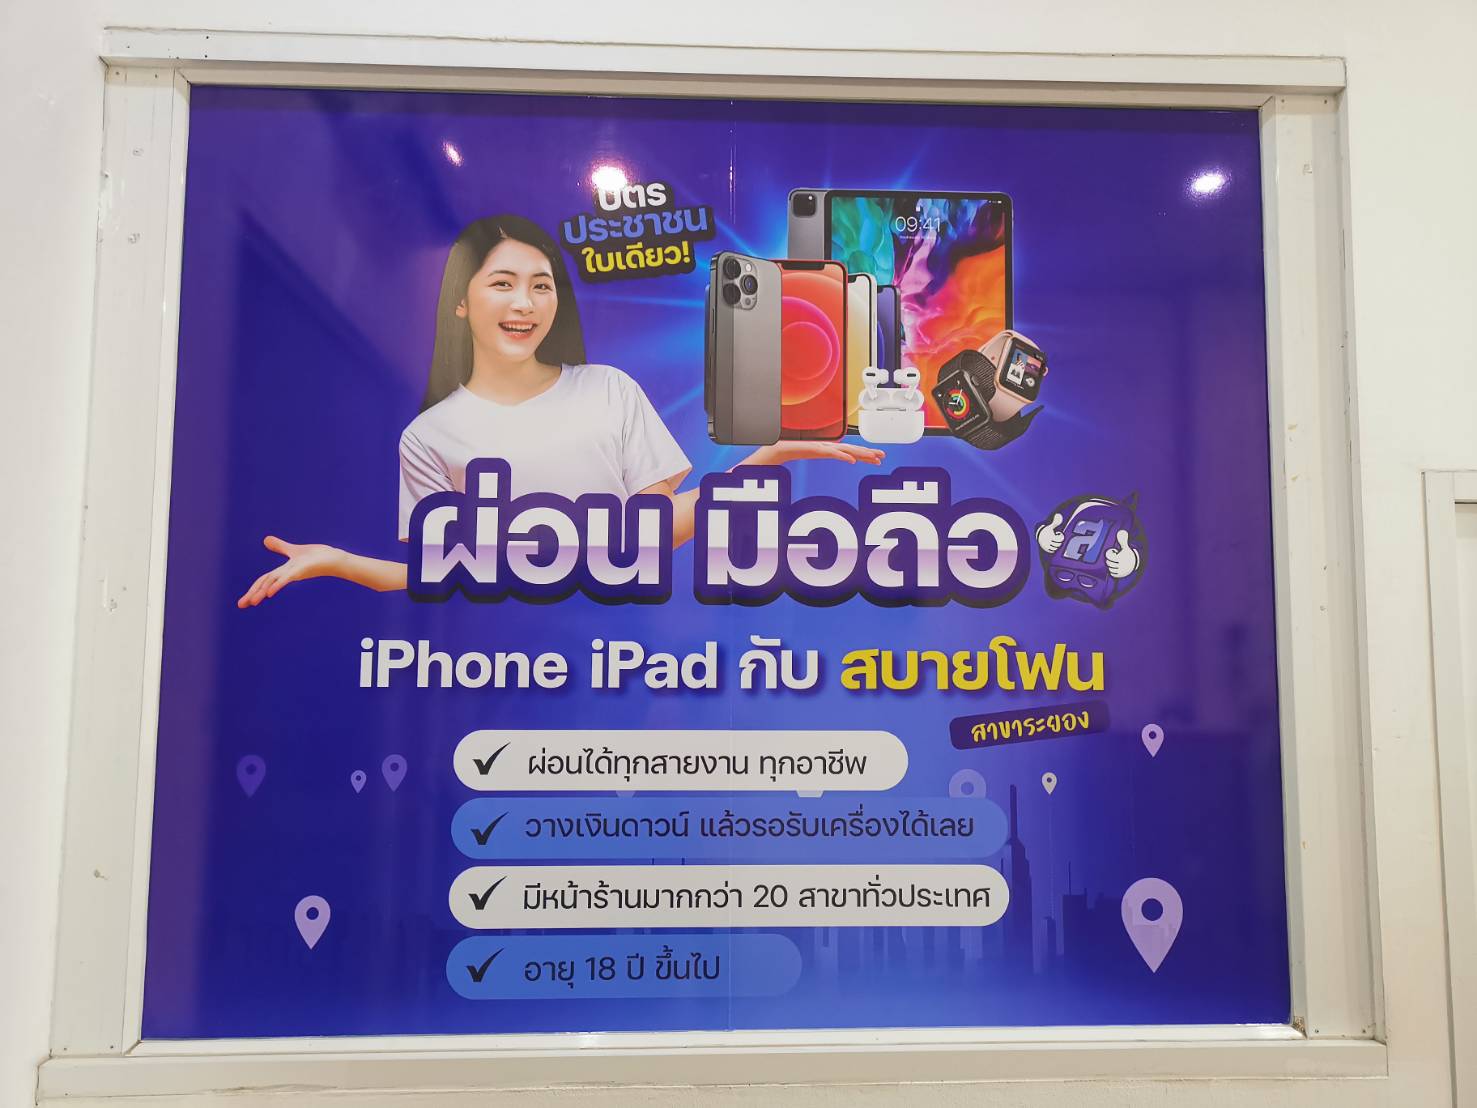 บัตร
ประชาชน
ใบเดียว!
09:41
ผ่อน มือถือ
ส
iPhone iPad กับ สบายโฟน
สาขาระยอง
ผ่อนได้ทุกสายงาน ทุกอาชีพ
วางเงินดาวน์ แล้วรอรับเครื่องได้เลย
มีหน้าร้านมากกว่า 20 สาขาทั่วประเทศ
อายุ 18 ปี ขึ้นไป